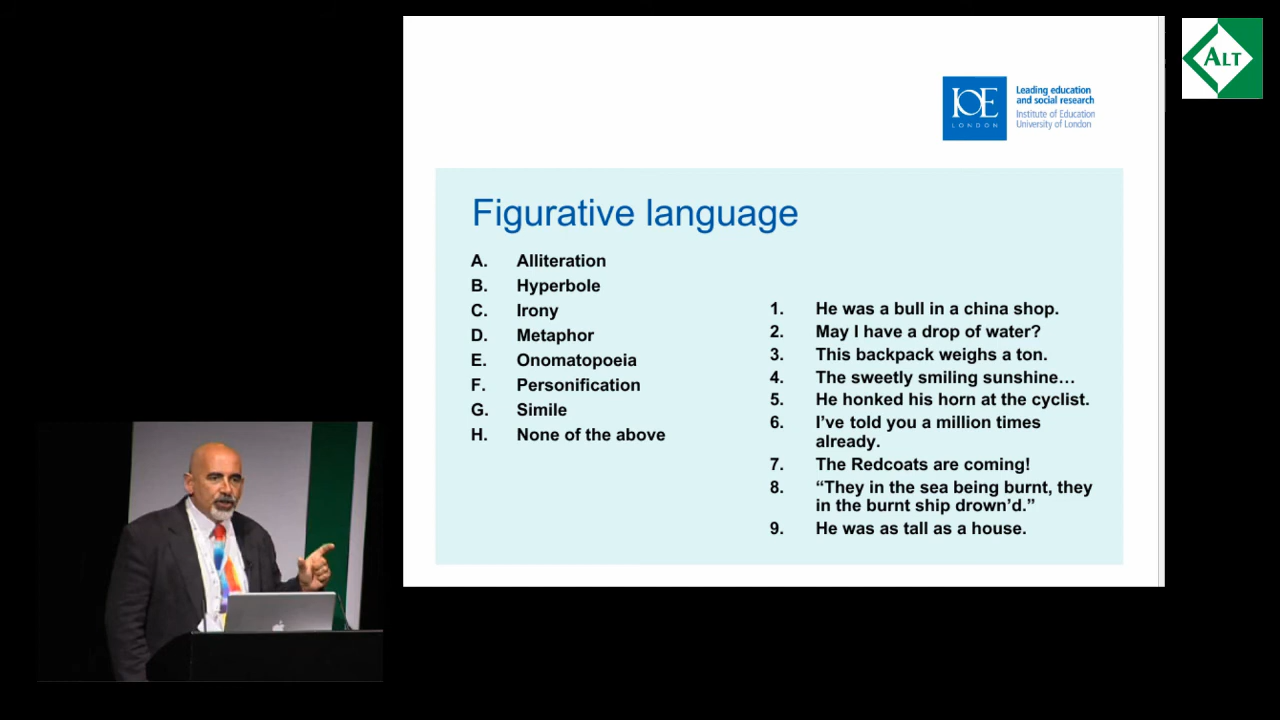 ALT
IOE
LONDON
Leading education
and social research
Institute of Education
University of London
Figurative language
A. Alliteration
B. Hyperbole
C. Irony
D. Metaphor
E. Onomatopoeia
F. Personification
G. Simile
H. None of the above
1. He was a bull in a china shop.
2. May I have a drop of water?
3. This backpack weighs a ton.
4. The sweetly smiling sunshine…
5. He honked his horn at the cyclist.
6. I’ve told you a million times
already.
7. The Redcoats are coming!
8. “They in the sea being burnt, they
in the burnt ship drown’d.”
9. He was as tall as a house.